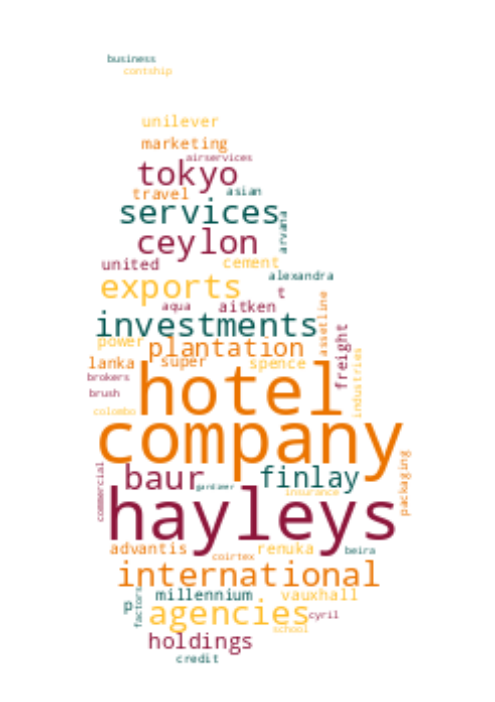 business
contship
unilever
marketing
airservices
tokyo
travel asian
services arvana
ceylon
united cement
alexandra
exports t
aqua aitken assetline
investments
power plantation freight
lanka super spence industries
brokers hotel
brush
colombo
company
commercial baur finlay packaging
gardiner insurance
hayleys
advantis renuka beira
coirtex
international
factors millennium vauxhall
p agencies cyril
school
holdings
credit